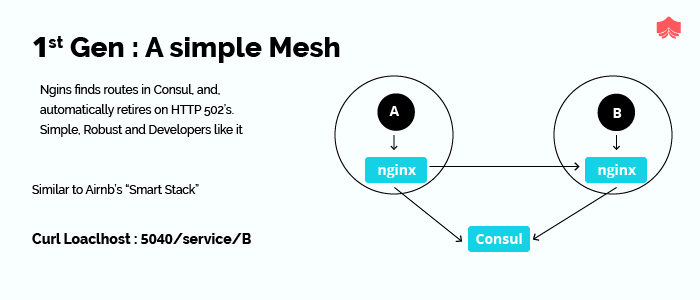 1st Gen : A simple Mesh
Ngins finds routes in Consul, and,
automatically retires on HTTP 502's.
Simple, Robust and Developers like it
Similar to Airnb's “Smart Stack”
Curl Loaclhost : 5040/service/B
A
B
nginx
nginx
Consul